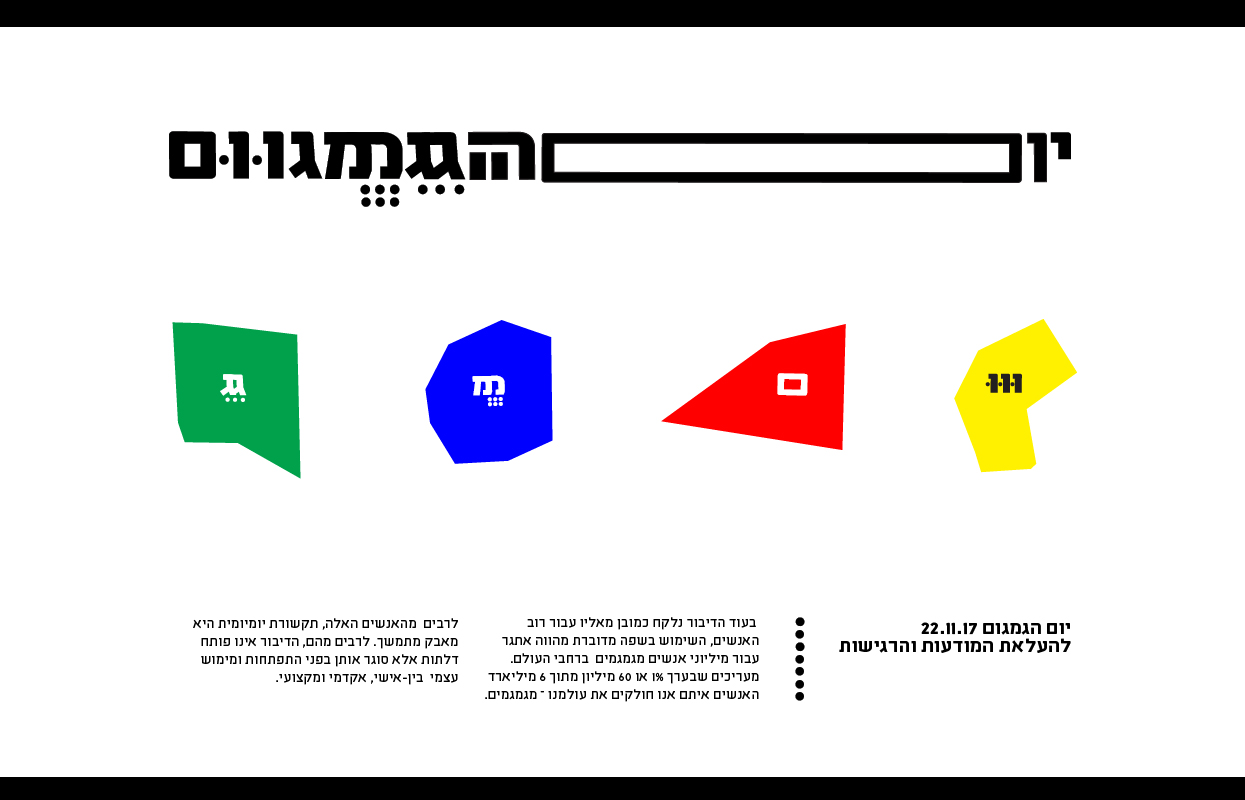 יום הגמגום
שׁ ם מ ג
יום הגמגום 22.11.17
להעלאת המודעות והרגישות
בעוד הדיבור נלקח כמובן מאליו עבור רוב
האנשים, השימוש בשפה מדוברת מהווה אתגר
עבור מיליוני אנשים מגמגמים ברחבי העולם.
מעריכים שבערך 1% או 60 מיליון מתוך 6 מיליארד
האנשים איתם אנו חולקים את עולמנו - מגמגמים.
לרבים מהאנשים האלה, תקשורת יומיומית היא
מאבק מתמשך. לרבים מהם, הדיבור אינו פותח
דלתות אלא סוגר אותן בפני התפתחות ומימוש
עצמי בין-אישי, אקדמי ומקצועי.